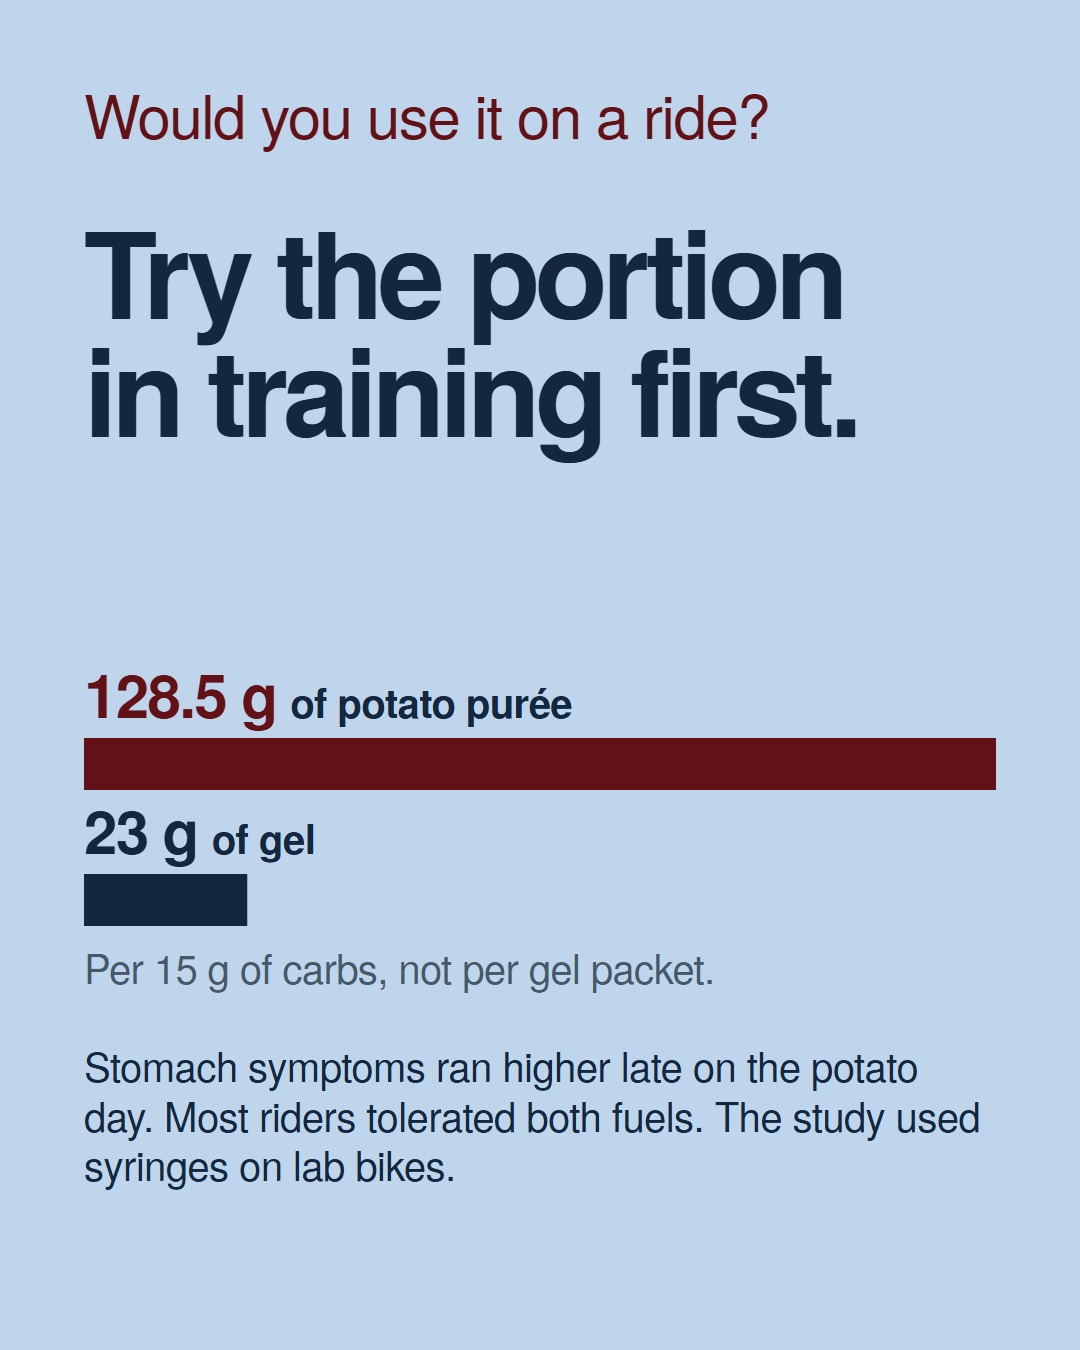 Would you use it on a ride?
Try the portion
in training first.
128.5 g of potato purée
23 g of gel
Per 15 g of carbs, not per gel packet.
Stomach symptoms ran higher late on the potato
day. Most riders tolerated both fuels. The study used
syringes on lab bikes.